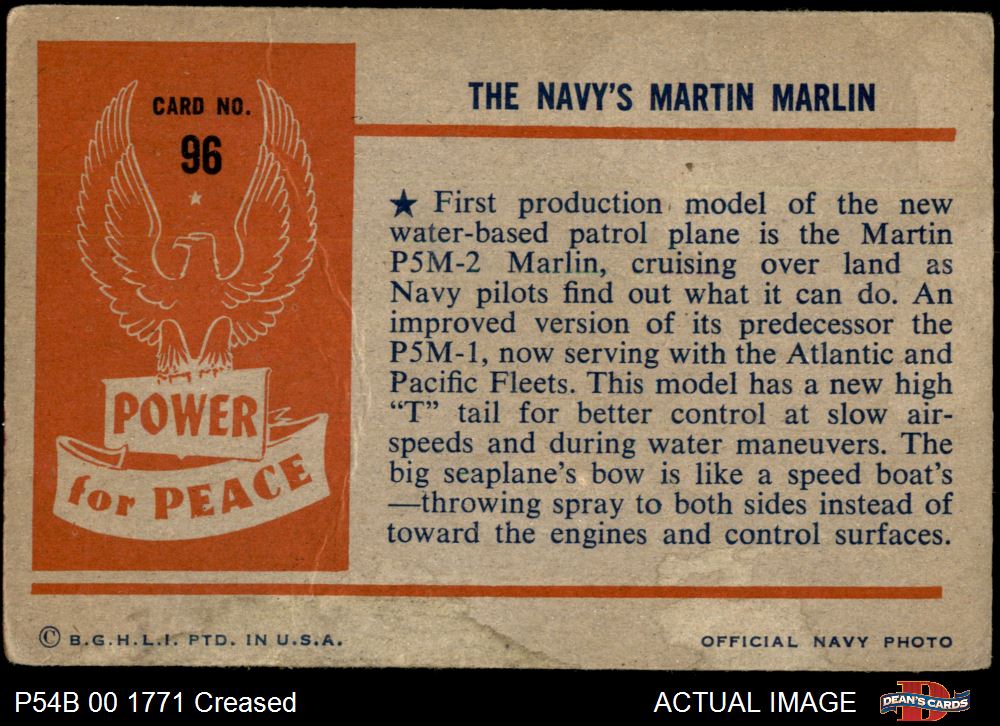 CARD NO.
96
POWER
for PEACE
THE NAVY'S MARTIN MARLIN
★ First production model of the new
water-based patrol plane is the Martin
P5M-2 Marlin, cruising over land as
Navy pilots find out what it can do. An
improved version of its predecessor the
P5M-1, now serving with the Atlantic and
Pacific Fleets. This model has a new high
“T” tail for better control at slow air-
speeds and during water maneuvers. The
big seaplane's bow is like a speed boat's
—throwing spray to both sides instead of
toward the engines and control surfaces.
© B.G.H.L.I. PTD. IN U.S.A.
OFFICIAL NAVY PHOTO
P54B 00 1771 Creased
ACTUAL IMAGE
D
DEAN'S CARDS